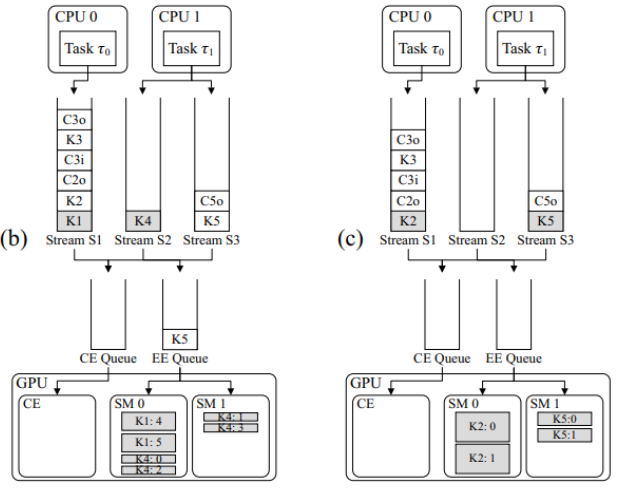 CPU 0
CPU 1
Task τ0
Task τ1
C3o
K3
C3i
C2o
K2
K1
K4
C5o
K5
(b)
Stream S1
Stream S2
Stream S3
K5
CE Queue
EE Queue
GPU
CE
SM 0
SM 1
K1: 4
K1: 5
K4: 0
K4: 2
K4: 1
K4: 3
CPU 0
CPU 1
Task τ0
Task τ1
C3o
K3
C3i
C2o
K2
C5o
K5
(c)
Stream S1
Stream S2
Stream S3
CE Queue
EE Queue
GPU
CE
SM 0
SM 1
K2: 0
K2: 1
K5:0
K5:1